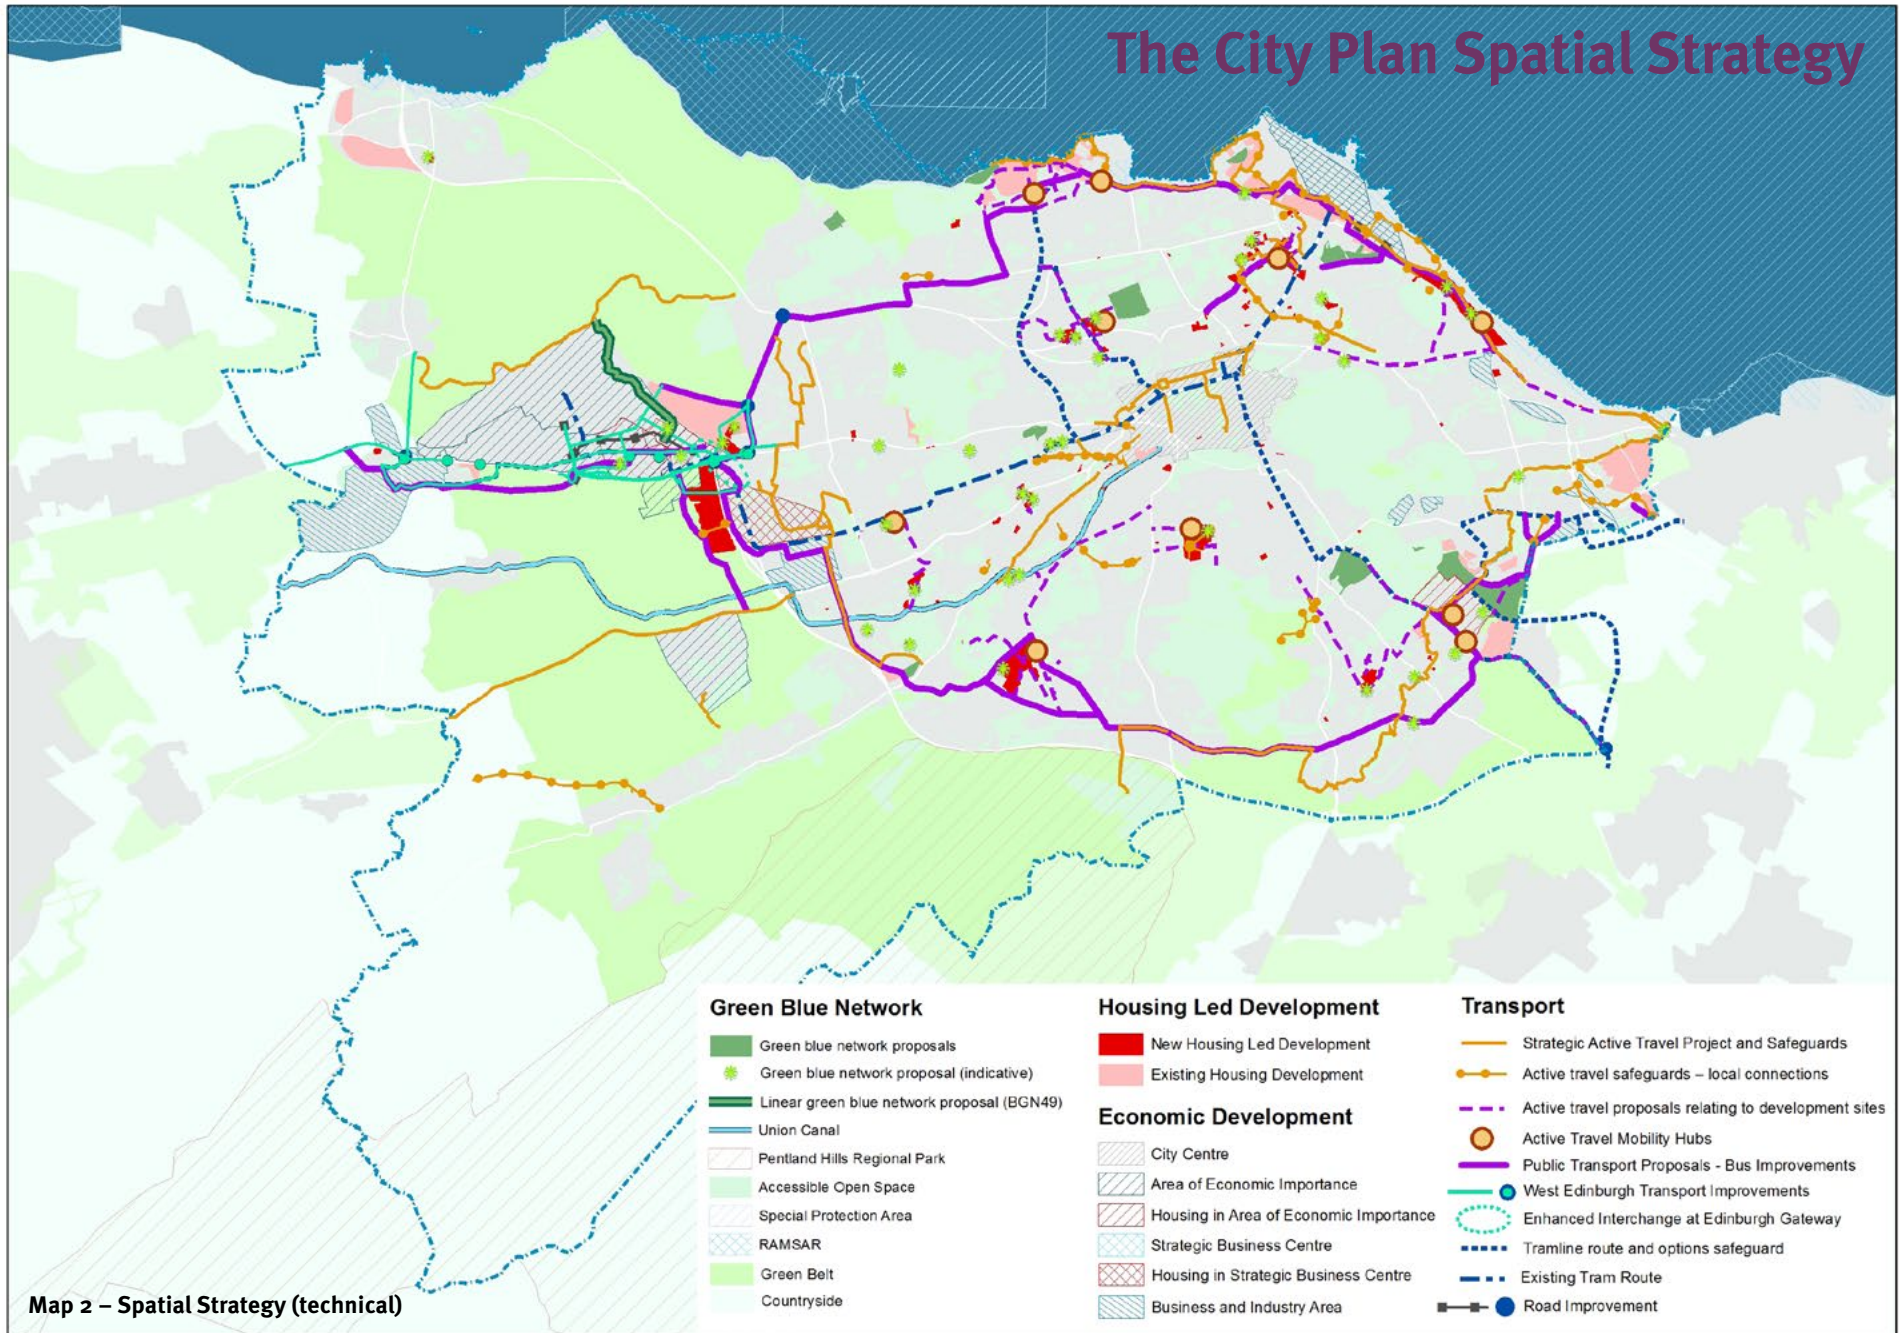 The City Plan Spatial Strategy
Green Blue Network
Green blue network proposals
Green blue network proposal (indicative)
Linear green blue network proposal (BGN49)
Union Canal
Pentland Hills Regional Park
Accessible Open Space
Special Protection Area
RAMSAR
Green Belt
Countryside
Housing Led Development
New Housing Led Development
Existing Housing Development
Economic Development
City Centre
Area of Economic Importance
Housing in Area of Economic Importance
Strategic Business Centre
Housing in Strategic Business Centre
Business and Industry Area
Transport
Strategic Active Travel Project and Safeguards
Active travel safeguards – local connections
Active travel proposals relating to development sites
Active Travel Mobility Hubs
Public Transport Proposals - Bus Improvements
West Edinburgh Transport Improvements
Enhanced Interchange at Edinburgh Gateway
Tramline route and options safeguard
Existing Tram Route
Road Improvement
Map 2 – Spatial Strategy (technical)